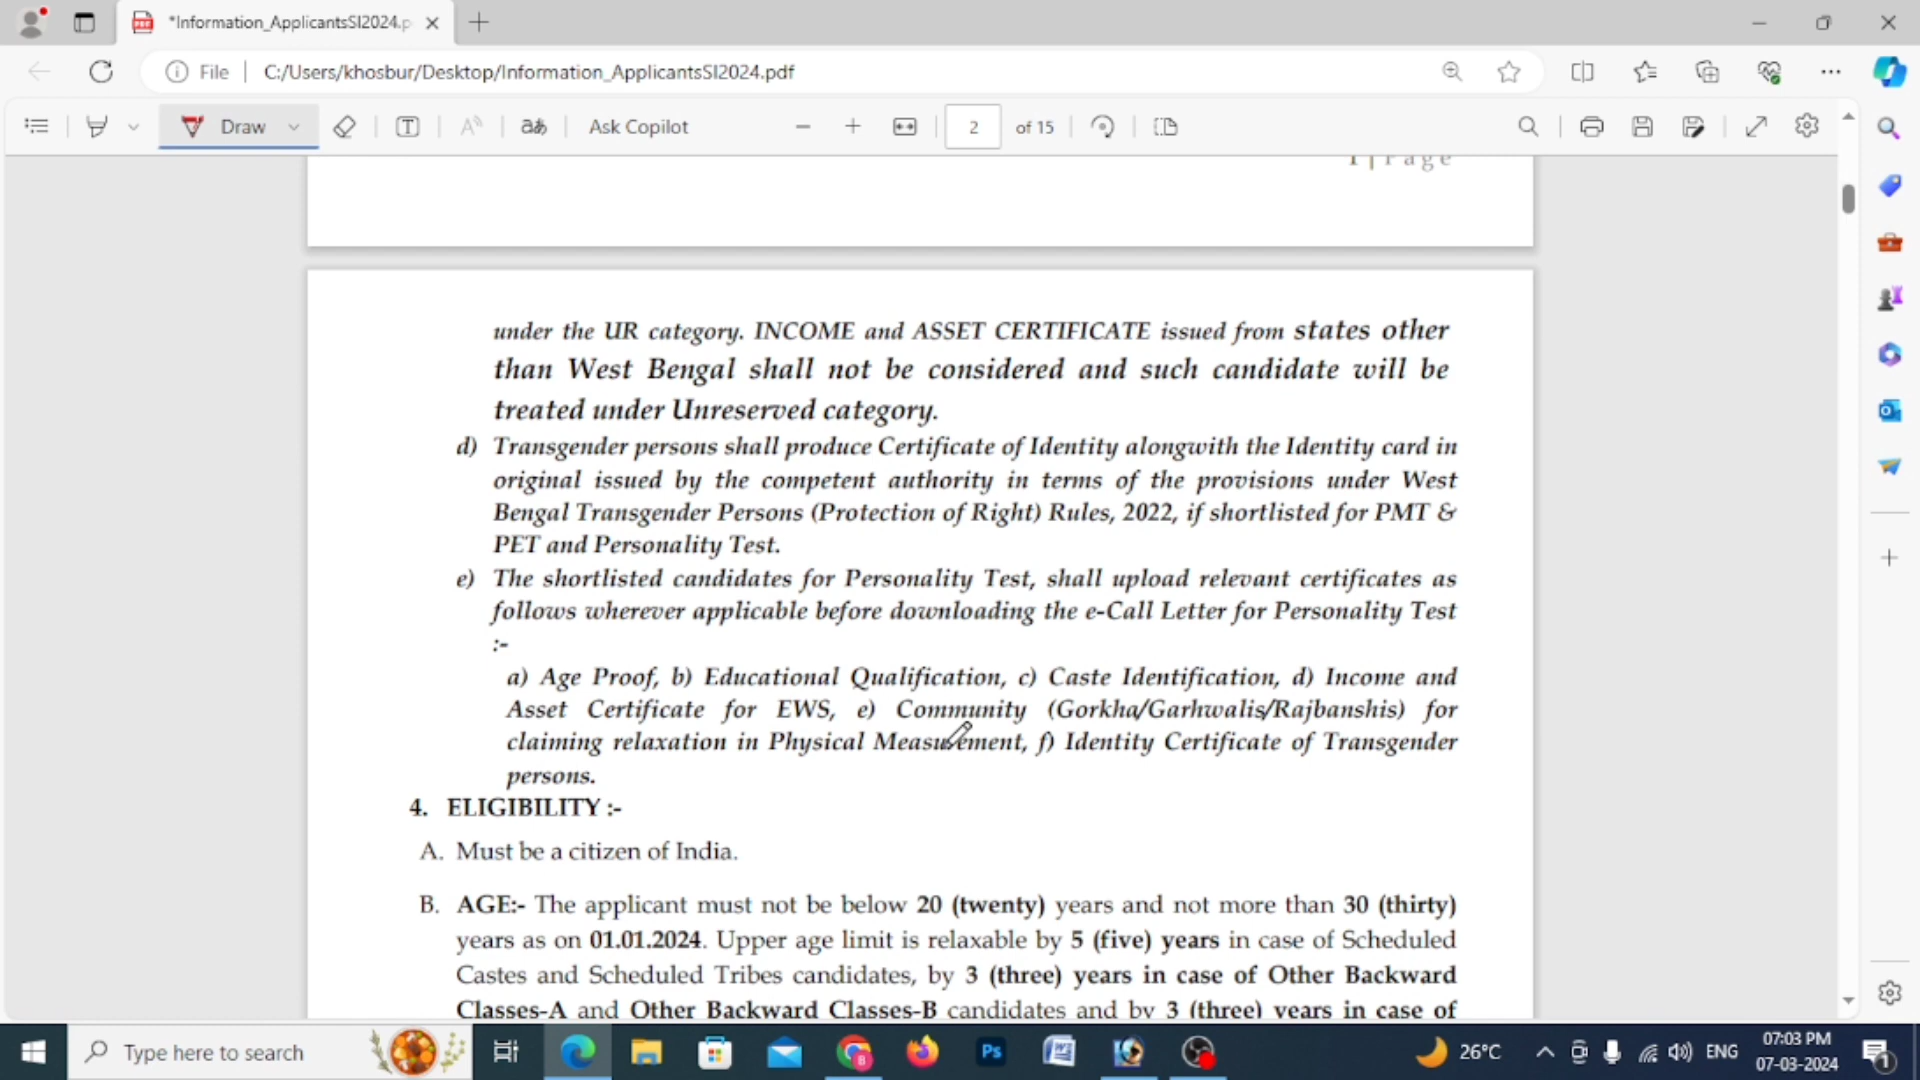 *Information_ApplicantsSI2024.p
File
C:/Users/khosbur/Desktop/Information_ApplicantsSI2024.pdf
Draw
Ask Copilot
2
of 15
1 | Page
under the UR category. INCOME and ASSET CERTIFICATE issued from states other
than West Bengal shall not be considered and such candidate will be
treated under Unreserved category.
d) Transgender persons shall produce Certificate of Identity alongwith the Identity card in
original issued by the competent authority in terms of the provisions under West
Bengal Transgender Persons (Protection of Right) Rules, 2022, if shortlisted for PMT &
PET and Personality Test.
e) The shortlisted candidates for Personality Test, shall upload relevant certificates as
follows wherever applicable before downloading the e-Call Letter for Personality Test
:-
a) Age Proof, b) Educational Qualification, c) Caste Identification, d) Income and
Asset Certificate for EWS, e) Community (Gorkha/Garhwalis/Rajbanshis) for
claiming relaxation in Physical Measurement, f) Identity Certificate of Transgender
persons.
4. ELIGIBILITY :-
A. Must be a citizen of India.
B. AGE:- The applicant must not be below 20 (twenty) years and not more than 30 (thirty)
years as on 01.01.2024. Upper age limit is relaxable by 5 (five) years in case of Scheduled
Castes and Scheduled Tribes candidates, by 3 (three) years in case of Other Backward
Classes-A and Other Backward Classes-B candidates and by 3 (three) years in case of
Type here to search
Ps
26°C
ENG
07:03 PM
07-03-2024
1